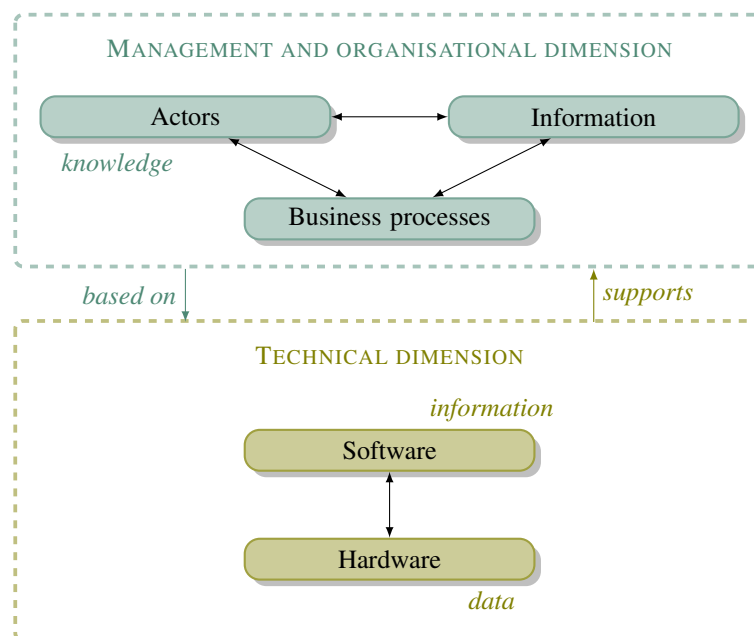 MANAGEMENT AND ORGANISATIONAL DIMENSION
Actors
Information
knowledge
Business processes
based on
supports
TECHNICAL DIMENSION
information
Software
Hardware
data